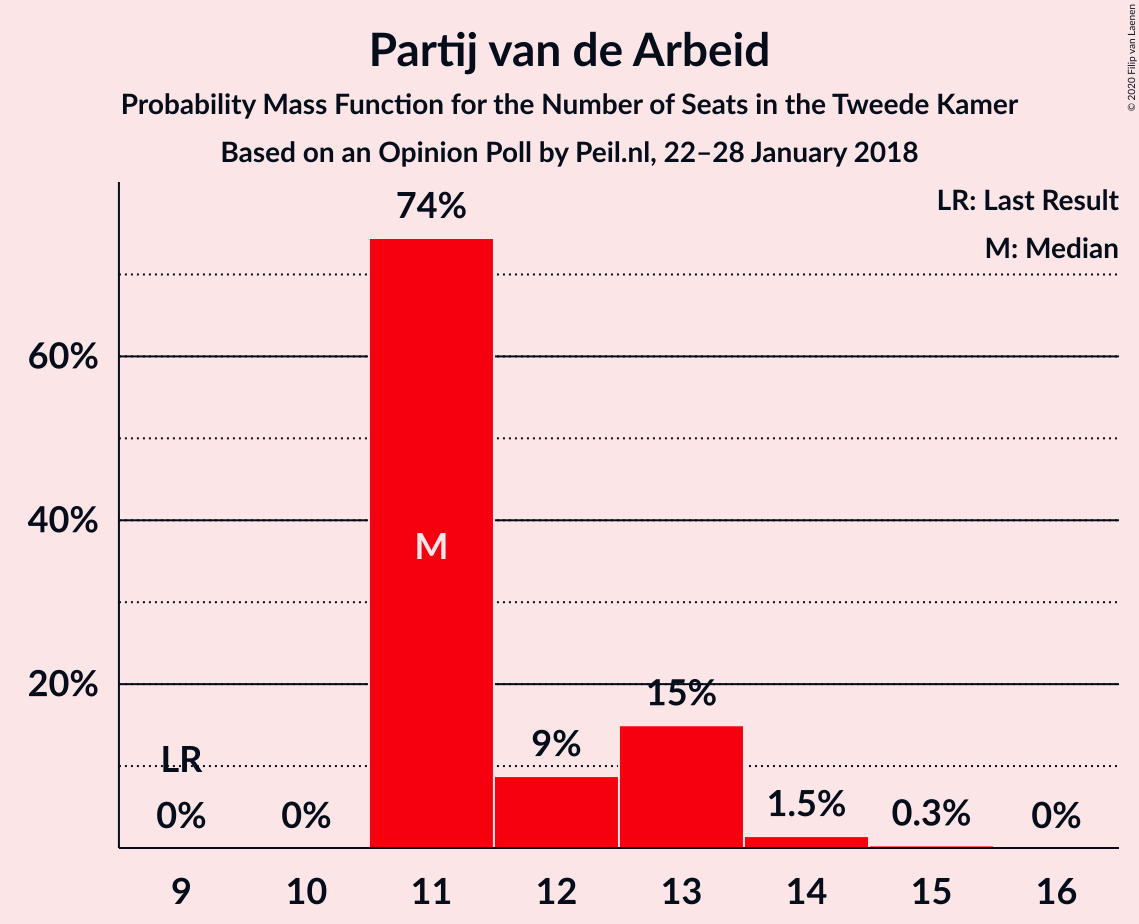 Partij van de Arbeid
Probability Mass Function for the Number of Seats in the Tweede Kamer
Based on an Opinion Poll by Peil.nl, 22–28 January 2018
© 2020 Filip van Laenen
LR: Last Result
M: Median
74%
60%
40%
M
20%
15%
9%
LR
1.5%
0.3%
0%
0%
0%
9 10 11 12 13 14 15 16